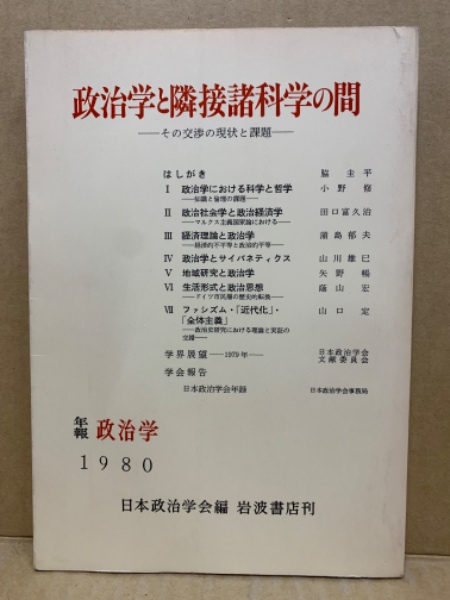 政治学と隣接諸科学の間
——その交渉の現状と課題——
はしがき 脇 圭平
Ⅰ 政治学における科学と哲学 小野 修
——伝統と倫理の課題——
Ⅱ 政治社会学と政治経済学 田口富久治
——マルクス主義国家論における——
Ⅲ 経済理論と政治学 蒲島郁夫
——経済的不平等と政治的平等——
Ⅳ 政治学とサイバネティクス 山川雄巳
Ⅴ 地域研究と政治学 矢野 暢
Ⅵ 生活形式と政治思想 蔭山 宏
——ドイツ市民層の歴史的転換——
Ⅶ ファシズム・「近代化」・ 山口 定
「全体主義」
——政治史研究における理論と実証の
交錯——
学界展望——1979年—— 日本政治学会
文献委員会
学会報告
日本政治学会年録 日本政治学会事務局
年報 政治学
1980
日本政治学会編 岩波書店刊